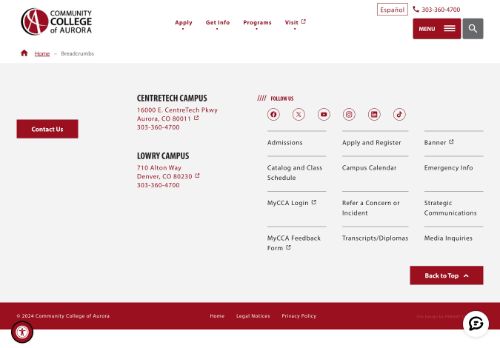 COMMUNITY
COLLEGE
of AURORA
Apply
Get Info
Programs
Visit
Español
303-360-4700
MENU
Home
Breadcrumbs
Contact Us
CENTRETECH CAMPUS
16000 E. CentreTech Pkwy
Aurora, CO 80011
303-360-4700
LOWRY CAMPUS
710 Alton Way
Denver, CO 80230
303-360-4700
//// FOLLOW US
Admissions
Apply and Register
Banner
Catalog and Class
Schedule
Campus Calendar
Emergency Info
MyCCA Login
Refer a Concern or
Incident
Strategic
Communications
MyCCA Feedback
Form
Transcripts/Diplomas
Media Inquiries
Back to Top
© 2024 Community College of Aurora
Home
Legal Notices
Privacy Policy